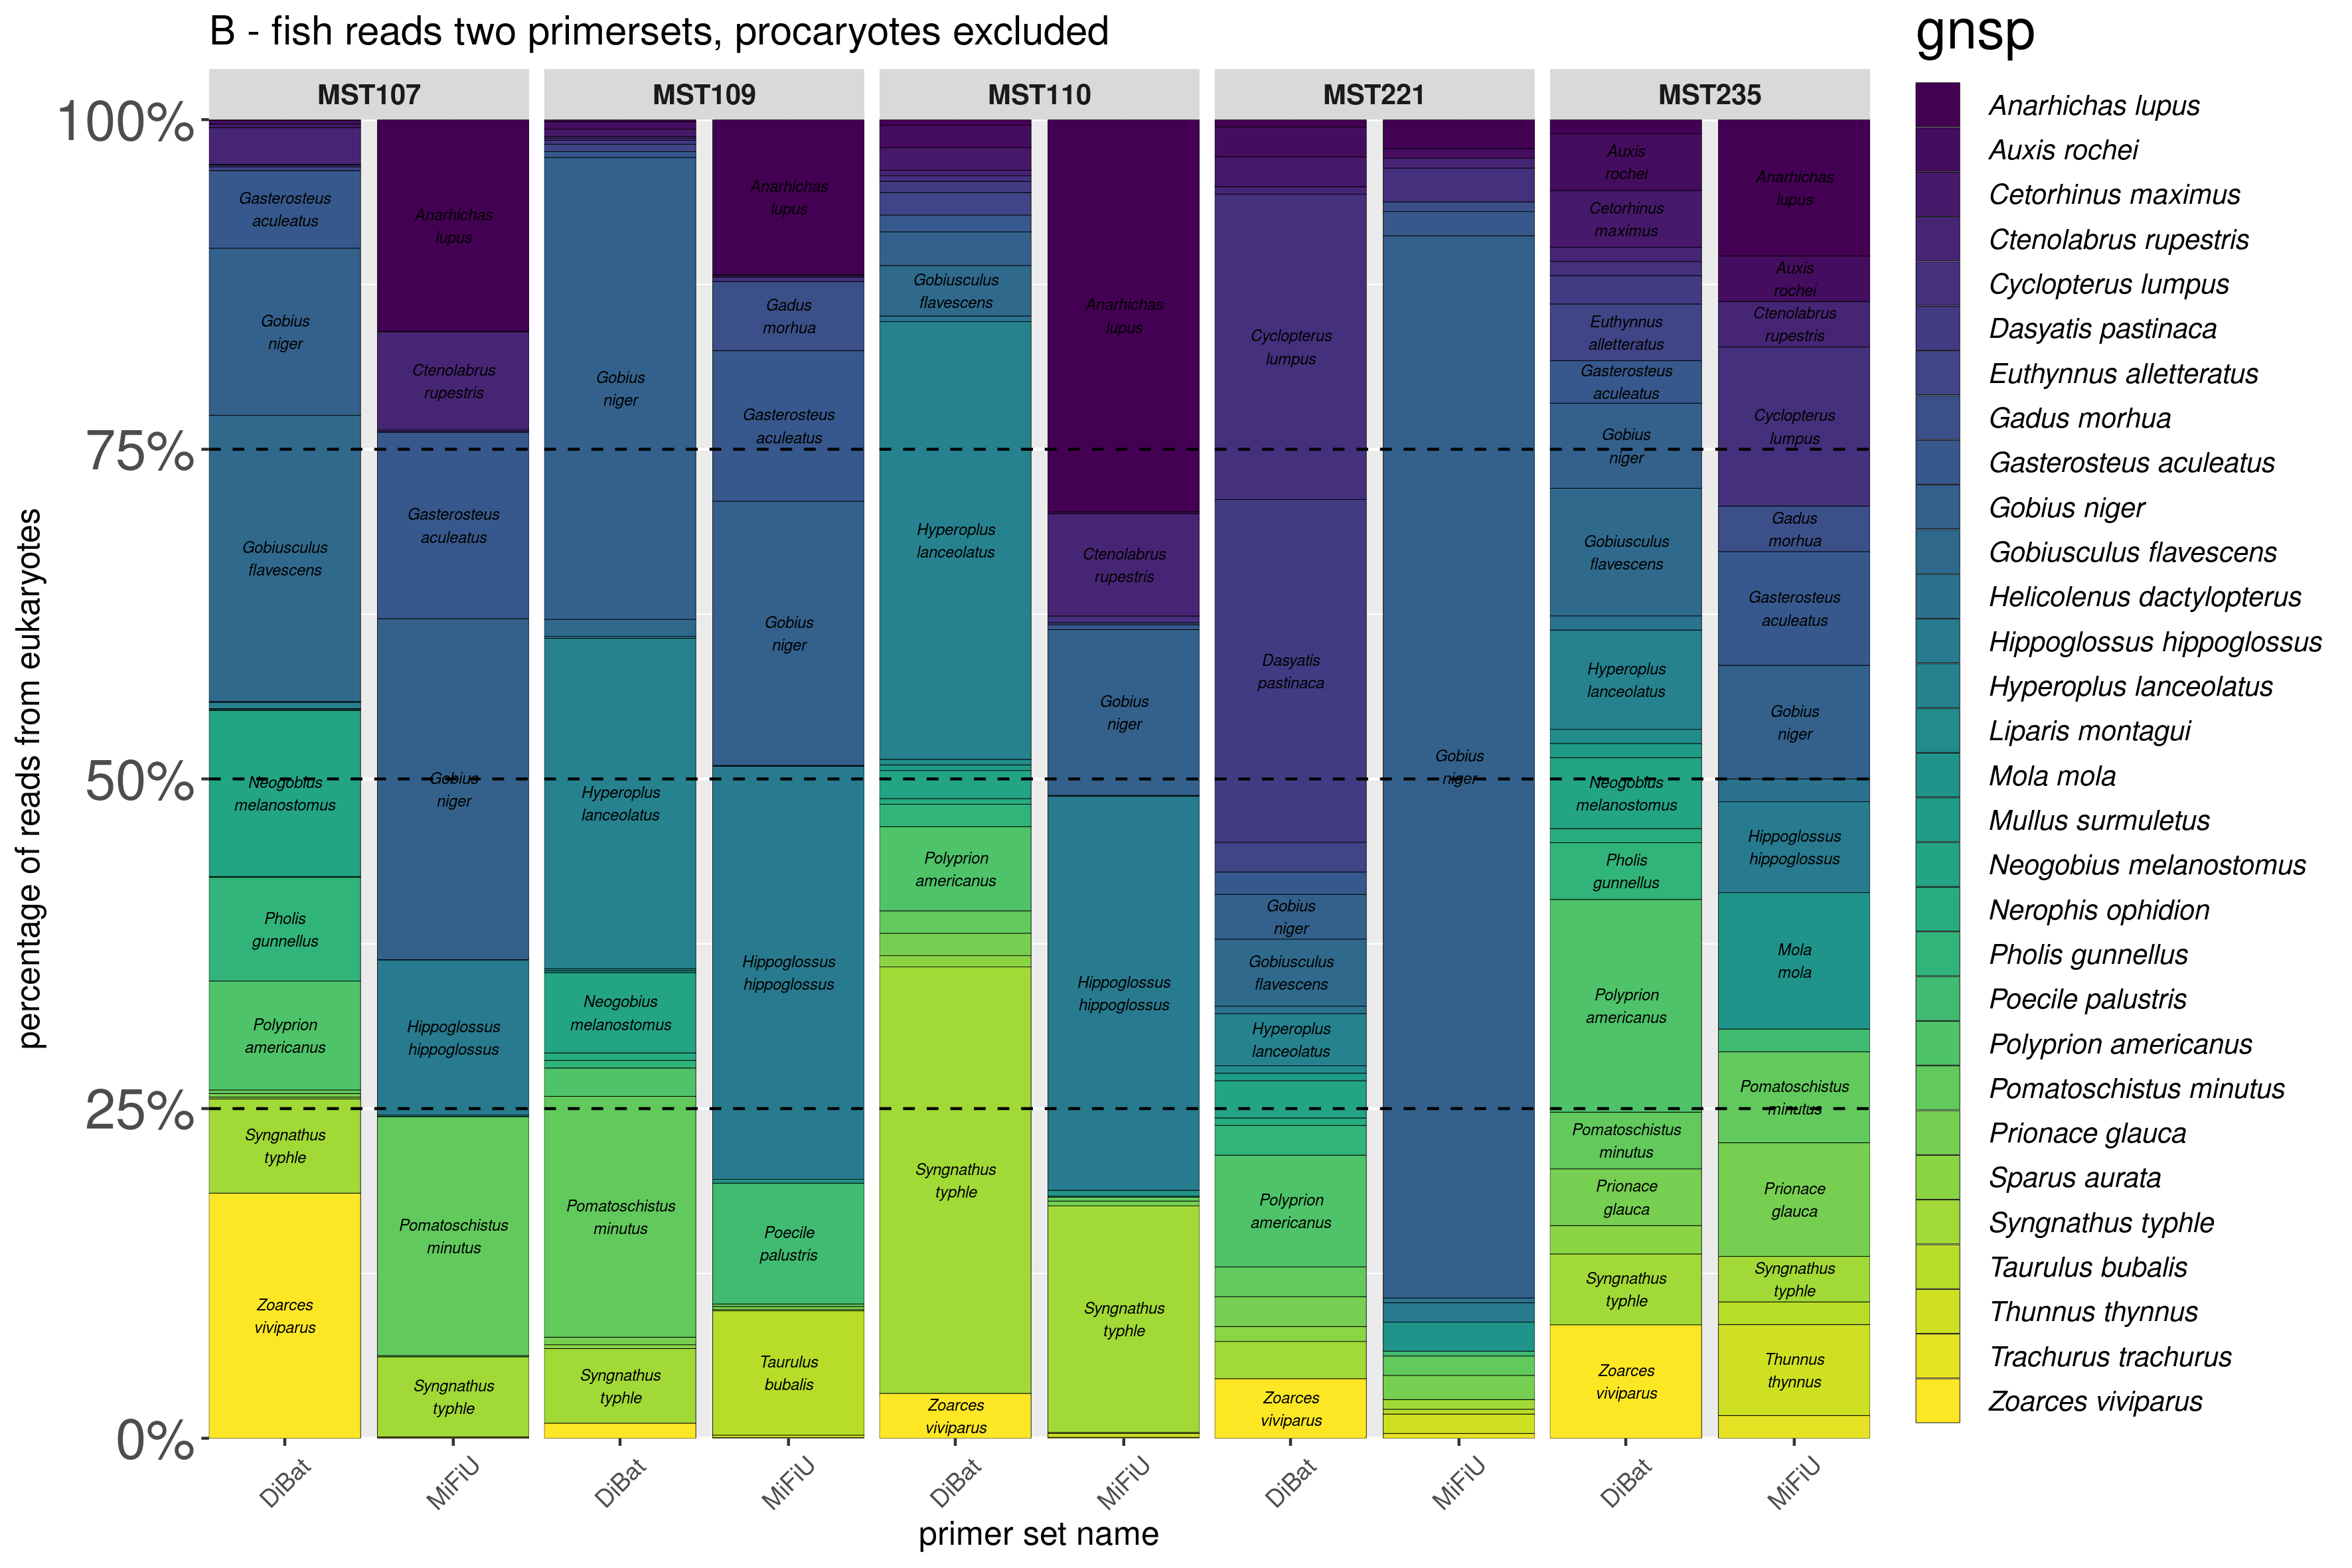 B - fish reads two primersets, procaryotes excluded
gnsp
MST107
MST109
MST110
MST221
MST235
100%
75%
50%
25%
0%
percentage of reads from eukaryotes
Gasterosteus
aculeatus
Gobius
niger
Gobiusculus
flavescens
Neogobius
melanostomus
Pholis
gunnellus
Polyprion
americanus
Syngnathus
typhle
Zoarces
viviparus
Anarhichas
lupus
Ctenolabrus
rupestris
Gasterosteus
aculeatus
Gobius
niger
Hippoglossus
hippoglossus
Pomatoschistus
minutus
Syngnathus
typhle
Gobius
niger
Hyperoplus
lanceolatus
Neogobius
melanostomus
Pomatoschistus
minutus
Syngnathus
typhle
Anarhichas
lupus
Gadus
morhua
Gasterosteus
aculeatus
Gobius
niger
Hippoglossus
hippoglossus
Poecile
palustris
Taurulus
bubalis
Gobiusculus
flavescens
Hyperoplus
lanceolatus
Polyprion
americanus
Syngnathus
typhle
Zoarces
viviparus
Anarhichas
lupus
Ctenolabrus
rupestris
Gobius
niger
Hippoglossus
hippoglossus
Syngnathus
typhle
Cyclopterus
lumpus
Dasyatis
pastinaca
Gobius
niger
Gobiusculus
flavescens
Hyperoplus
lanceolatus
Polyprion
americanus
Zoarces
viviparus
Gobius
niger
Auxis
rochei
Cetorhinus
maximus
Euthynnus
alletteratus
Gasterosteus
aculeatus
Gobius
niger
Gobiusculus
flavescens
Hyperoplus
lanceolatus
Neogobius
melanostomus
Pholis
gunnellus
Polyprion
americanus
Pomatoschistus
minutus
Prionace
glauca
Syngnathus
typhle
Zoarces
viviparus
Anarhichas
lupus
Auxis
rochei
Ctenolabrus
rupestris
Cyclopterus
lumpus
Gadus
morhua
Gasterosteus
aculeatus
Gobius
niger
Hippoglossus
hippoglossus
Mola
mola
Pomatoschistus
minutus
Prionace
glauca
Syngnathus
typhle
Thunnus
thynnus
DiBat
MiFiU
DiBat
MiFiU
DiBat
MiFiU
DiBat
MiFiU
DiBat
MiFiU
primer set name
Anarhichas lupus
Auxis rochei
Cetorhinus maximus
Ctenolabrus rupestris
Cyclopterus lumpus
Dasyatis pastinaca
Euthynnus alletteratus
Gadus morhua
Gasterosteus aculeatus
Gobius niger
Gobiusculus flavescens
Helicolenus dactylopterus
Hippoglossus hippoglossus
Hyperoplus lanceolatus
Liparis montagui
Mola mola
Mullus surmuletus
Neogobius melanostomus
Nerophis ophidion
Pholis gunnellus
Poecile palustris
Polyprion americanus
Pomatoschistus minutus
Prionace glauca
Sparus aurata
Syngnathus typhle
Taurulus bubalis
Thunnus thynnus
Trachurus trachurus
Zoarces viviparus